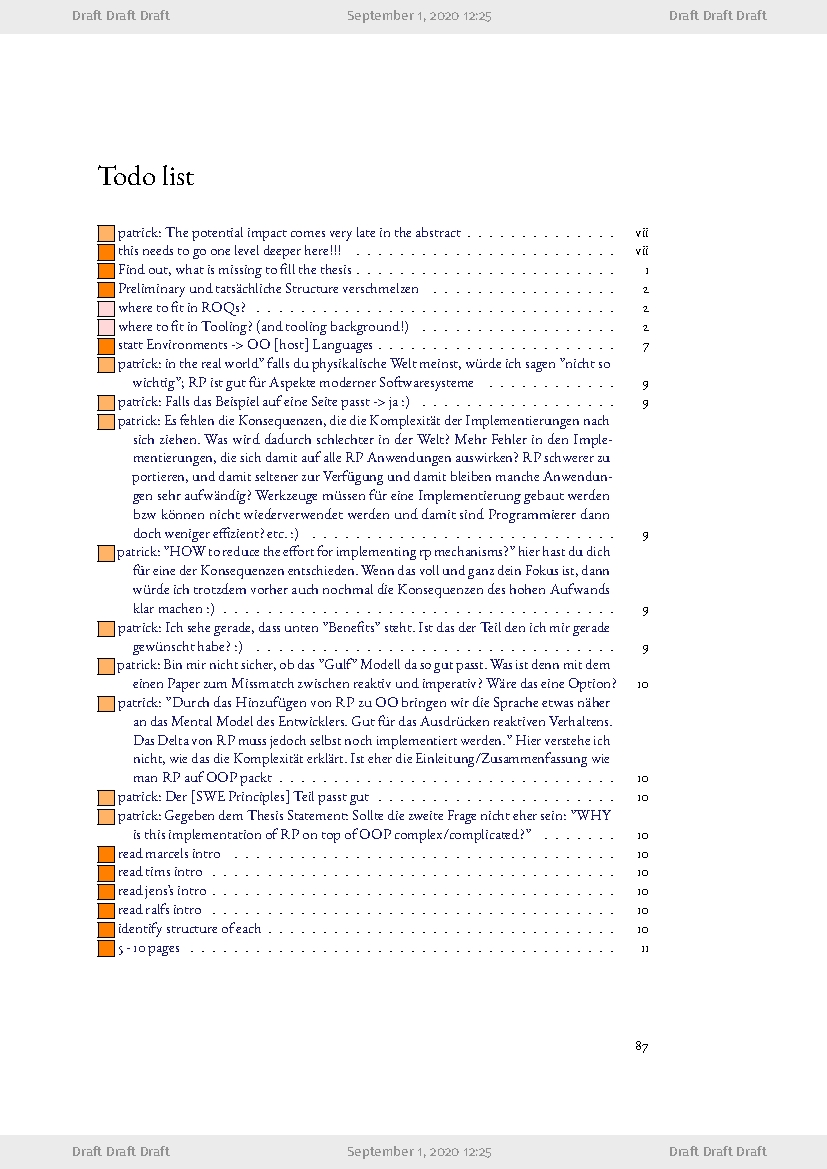 Draft Draft Draft September 1, 2020 12:25 Draft Draft Draft
Todo list
patrick: The potential impact comes very late in the abstract . . . . . . . . . . . . . . vii
this needs to go one level deeper here!!! . . . . . . . . . . . . . . . . . . . . . . . . vii
Find out, what is missing to fill the thesis . . . . . . . . . . . . . . . . . . . . . . . . 1
Preliminary und tatsächliche Structure verschmelzen . . . . . . . . . . . . . . . . . 2
where to fit in ROQs? . . . . . . . . . . . . . . . . . . . . . . . . . . . . . . . . . 2
where to fit in Tooling? (and tooling background!) . . . . . . . . . . . . . . . . . . 2
statt Environments -> OO [host] Languages . . . . . . . . . . . . . . . . . . . . . . 7
patrick: in the real world” falls du physikalische Welt meinst, würde ich sagen ”nicht so
wichtig”; RP ist gut für Aspekte moderner Softwaresysteme . . . . . . . . . . . . 9
patrick: Falls das Beispiel auf eine Seite passt -> ja :) . . . . . . . . . . . . . . . . . . 9
patrick: Es fehlen die Konsequenzen, die die Komplexität der Implementierungen nach
sich ziehen. Was wird dadurch schlechter in der Welt? Mehr Fehler in den Imple-
mentierungen, die sich damit auf alle RP Anwendungen auswirken? RP schwerer zu
portieren, und damit seltener zur Verfügung und damit bleiben manche Anwendun-
gen sehr aufwändig? Werkzeuge müssen für eine Implementierung gebaut werden
bzw können nicht wiederverwendet werden und damit sind Programmierer dann
doch weniger effizient? etc. :) . . . . . . . . . . . . . . . . . . . . . . . . . . . . 9
patrick: ”HOW to reduce the effort for implementing rp mechanisms?” hier hast du dich
für eine der Konsequenzen entschieden. Wenn das voll und ganz dein Fokus ist, dann
würde ich trotzdem vorher auch nochmal die Konsequenzen des hohen Aufwands
klar machen :) . . . . . . . . . . . . . . . . . . . . . . . . . . . . . . . . . . . . 9
patrick: Ich sehe gerade, dass unten ”Benefits” steht. Ist das der Teil den ich mir gerade
gewünscht habe? :) . . . . . . . . . . . . . . . . . . . . . . . . . . . . . . . . . 9
patrick: Bin mir nicht sicher, ob das ”Gulf” Modell da so gut passt. Was ist denn mit dem
einen Paper zum Missmatch zwischen reaktiv und imperativ? Wäre das eine Option? 10
patrick: ”Durch das Hinzufügen von RP zu OO bringen wir die Sprache etwas näher
an das Mental Model des Entwicklers. Gut für das Ausdrücken reaktiven Verhaltens.
Das Delta von RP muss jedoch selbst noch implementiert werden.” Hier verstehe ich
nicht, wie das die Komplexität erklärt. Ist eher die Einleitung/Zusammenfassung wie
man RP auf OOP packt . . . . . . . . . . . . . . . . . . . . . . . . . . . . . . . 10
patrick: Der [SWE Principles] Teil passt gut . . . . . . . . . . . . . . . . . . . . . . 10
patrick: Gegeben dem Thesis Statement: Sollte die zweite Frage nicht eher sein: ”WHY
is this implementation of RP on top of OOP complex/complicated?” . . . . . . . 10
read marcels intro . . . . . . . . . . . . . . . . . . . . . . . . . . . . . . . . . . . 10
read tims intro . . . . . . . . . . . . . . . . . . . . . . . . . . . . . . . . . . . . . 10
read jens’s intro . . . . . . . . . . . . . . . . . . . . . . . . . . . . . . . . . . . . . 10
read ralfs intro . . . . . . . . . . . . . . . . . . . . . . . . . . . . . . . . . . . . . 10
identify structure of each . . . . . . . . . . . . . . . . . . . . . . . . . . . . . . . . 10
5 - 10 pages . . . . . . . . . . . . . . . . . . . . . . . . . . . . . . . . . . . . . . . 11
87
Draft Draft Draft September 1, 2020 12:25 Draft Draft Draft